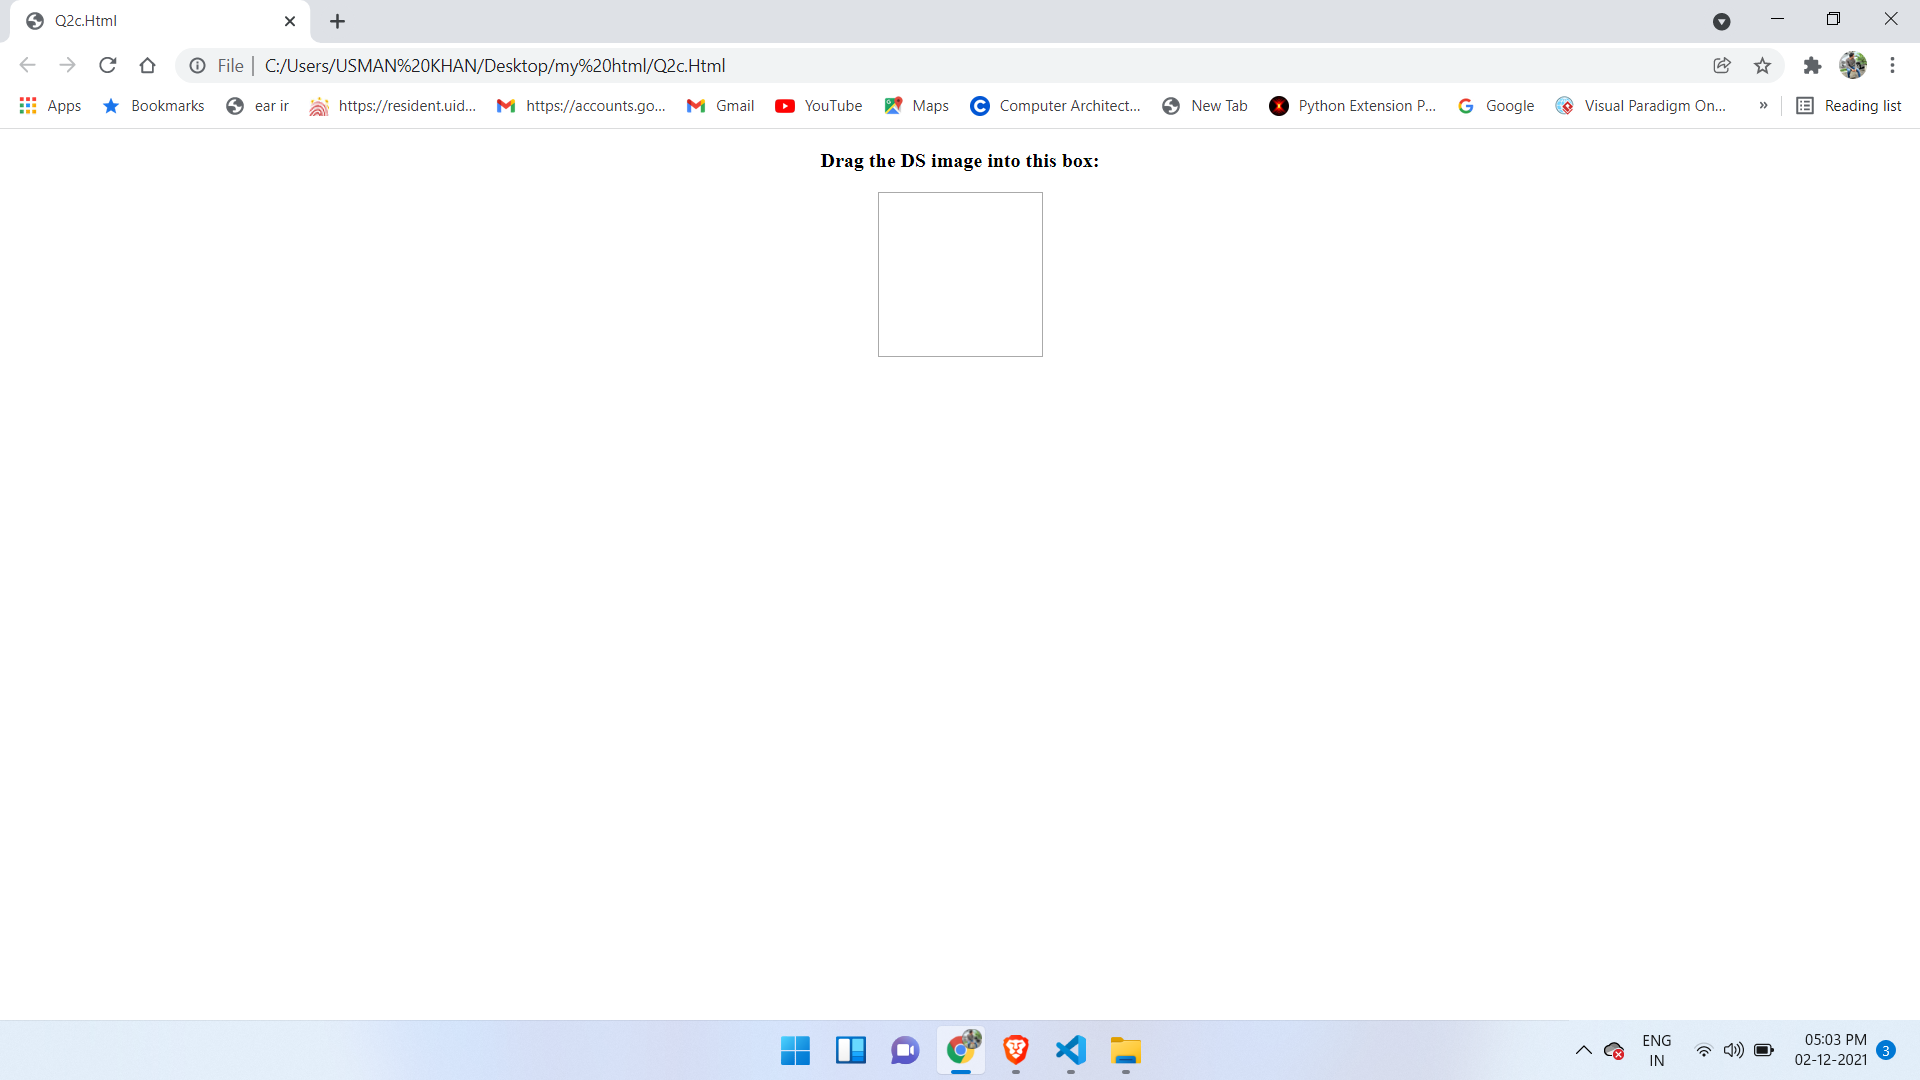 Q2c.Html
File | C:/Users/USMAN%20KHAN/Desktop/my%20html/Q2c.Html
Apps Bookmarks ear ir https://resident.uid... https://accounts.go... Gmail YouTube Maps Computer Architect... New Tab Python Extension P... Google Visual Paradigm On... » Reading list
Drag the DS image into this box:
ENG 05:03 PM
IN 02-12-2021 3